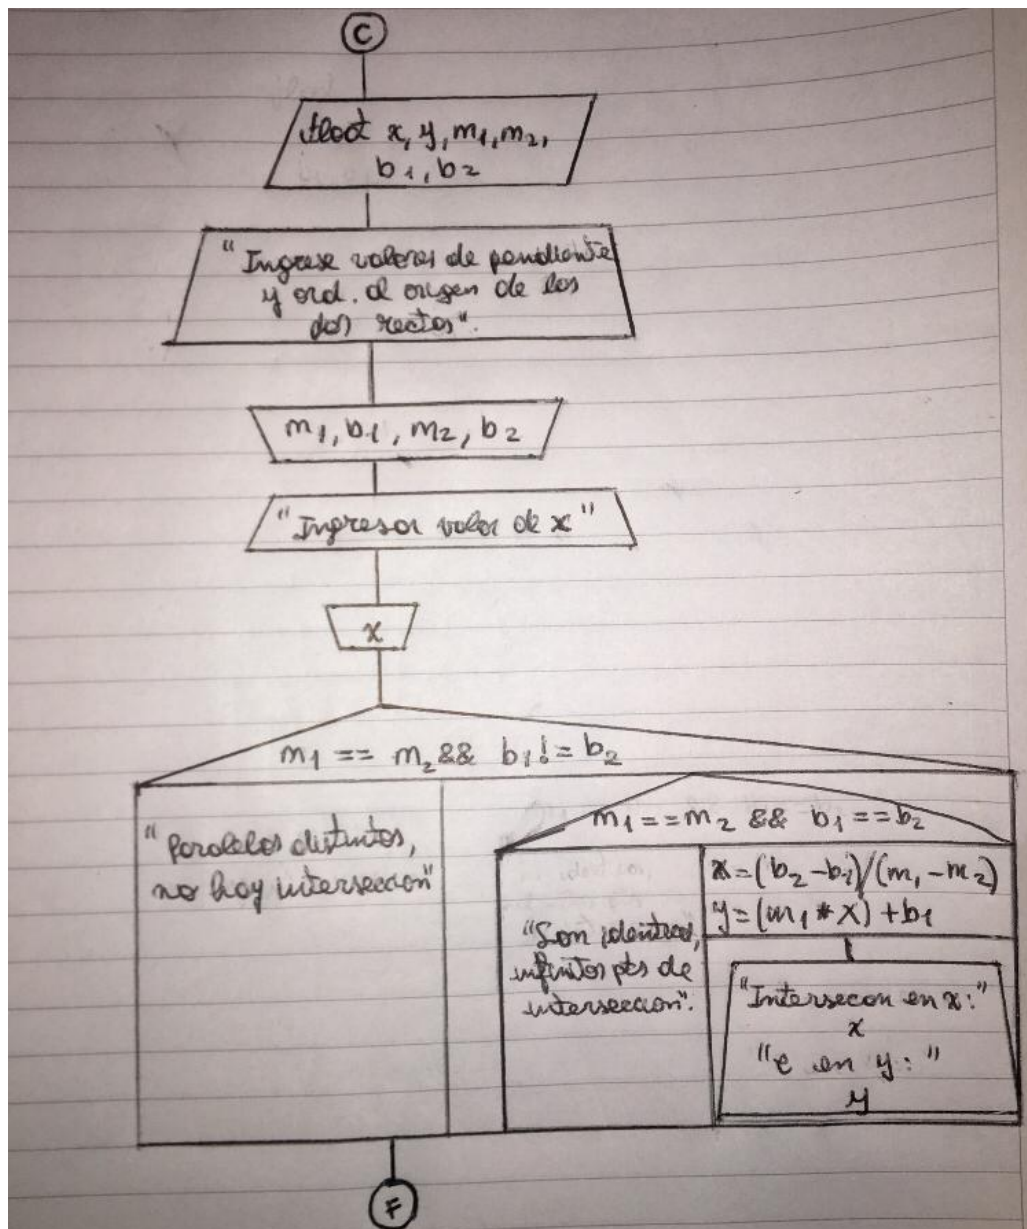 C
float x, y, m1, m2,
b1, b2
"Ingrese valores de pendiente
y ord. al origen de las
dos rectas".
m1, b1, m2, b2
"Ingresar valor de x"
x
m1 == m2 && b1 != b2
"Paralelas distintas,
no hay interseccion"
m1 == m2 && b1 == b2
"Son identicas,
infinitos pts de
interseccion".
x = (b2 - b1)/(m1 - m2)
y = (m1 * x) + b1
"Intersecon en x:"
x
"e en y: "
y
F